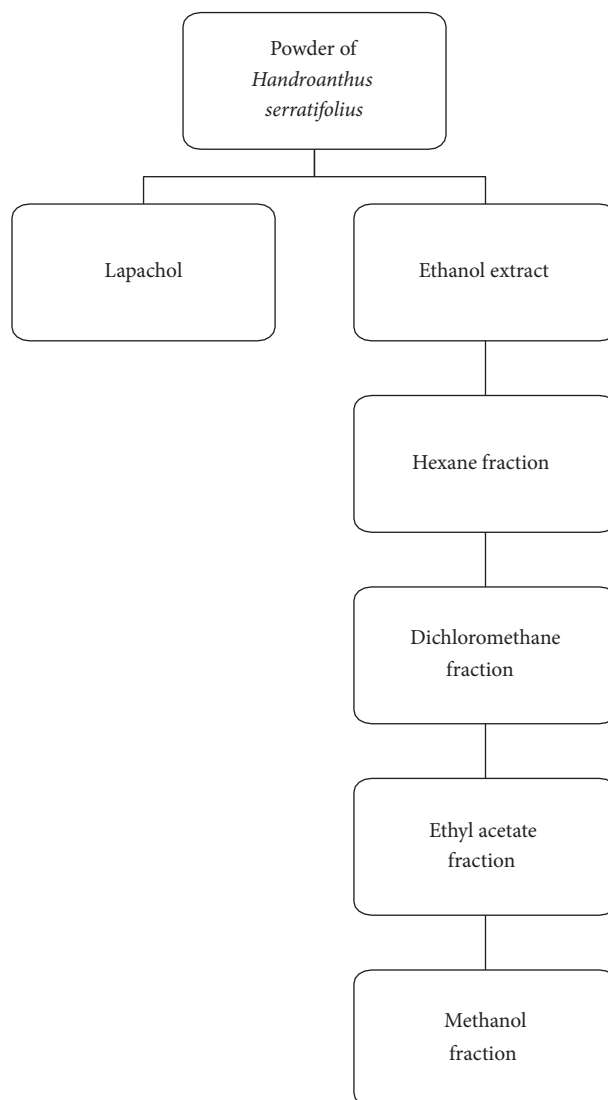 Powder of
Handroanthus
serratifolius
Lapachol
Ethanol extract
Hexane fraction
Dichloromethane
fraction
Ethyl acetate
fraction
Methanol
fraction